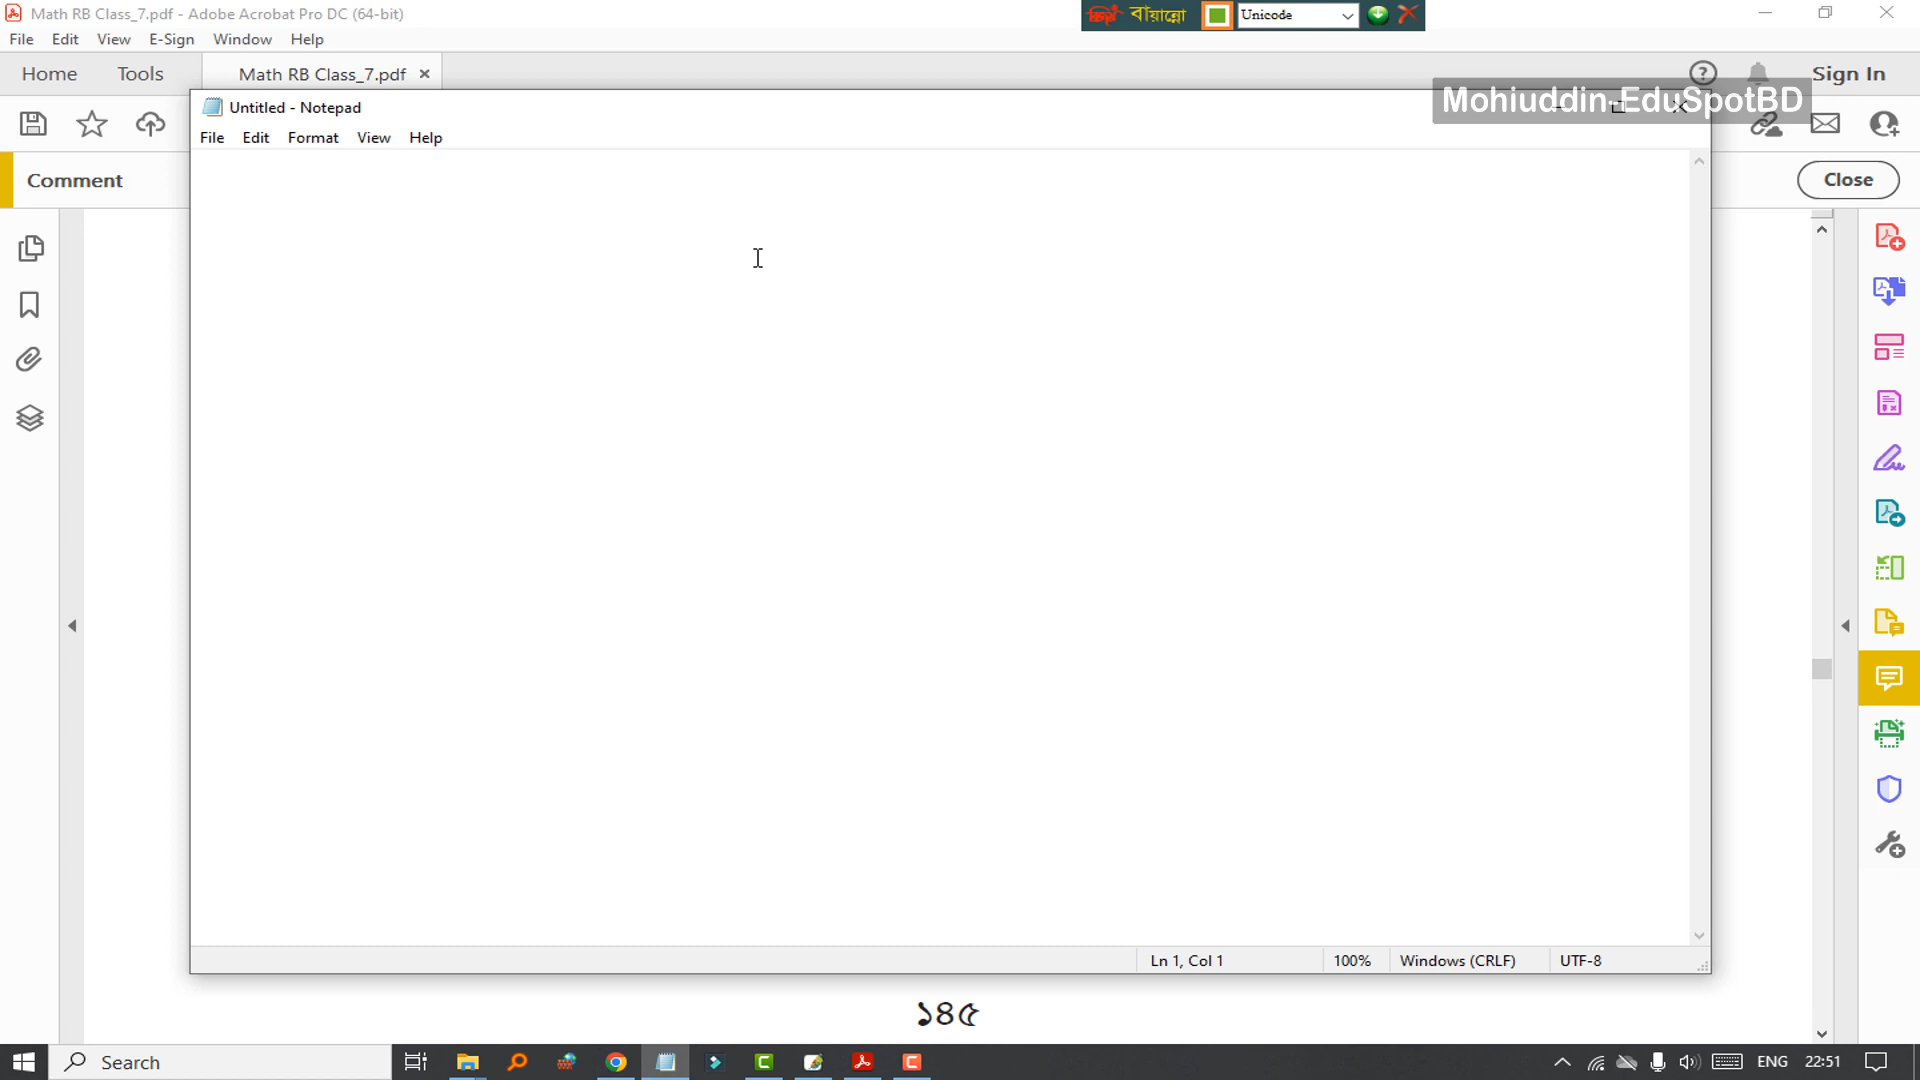 Math RB Class_7.pdf - Adobe Acrobat Pro DC (64-bit)
বায়ান্নো
Unicode
File Edit View E-Sign Window Help
Home Tools Math RB Class_7.pdf
Sign In
Mohiuddin-EduSpotBD
Untitled - Notepad
File Edit Format View Help
Comment
Close
Ln 1, Col 1
100%
Windows (CRLF)
UTF-8
১৪৫
Search
ENG
22:51